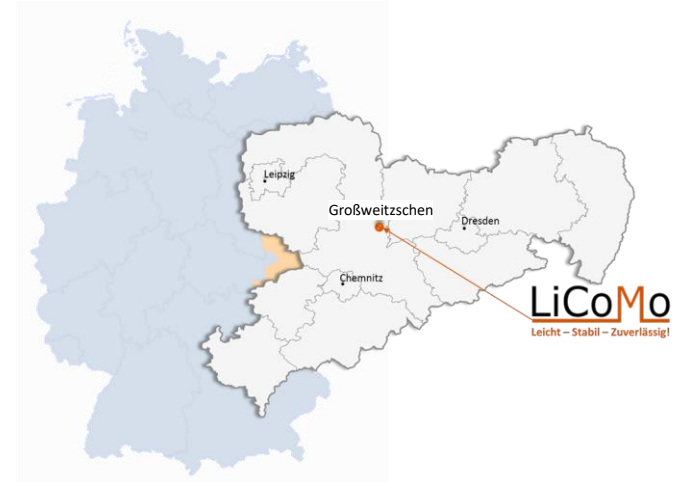 Leipzig
Großweitzschen
Dresden
Chemnitz
LiCoMo
Leicht – Stabil – Zuverlässig!